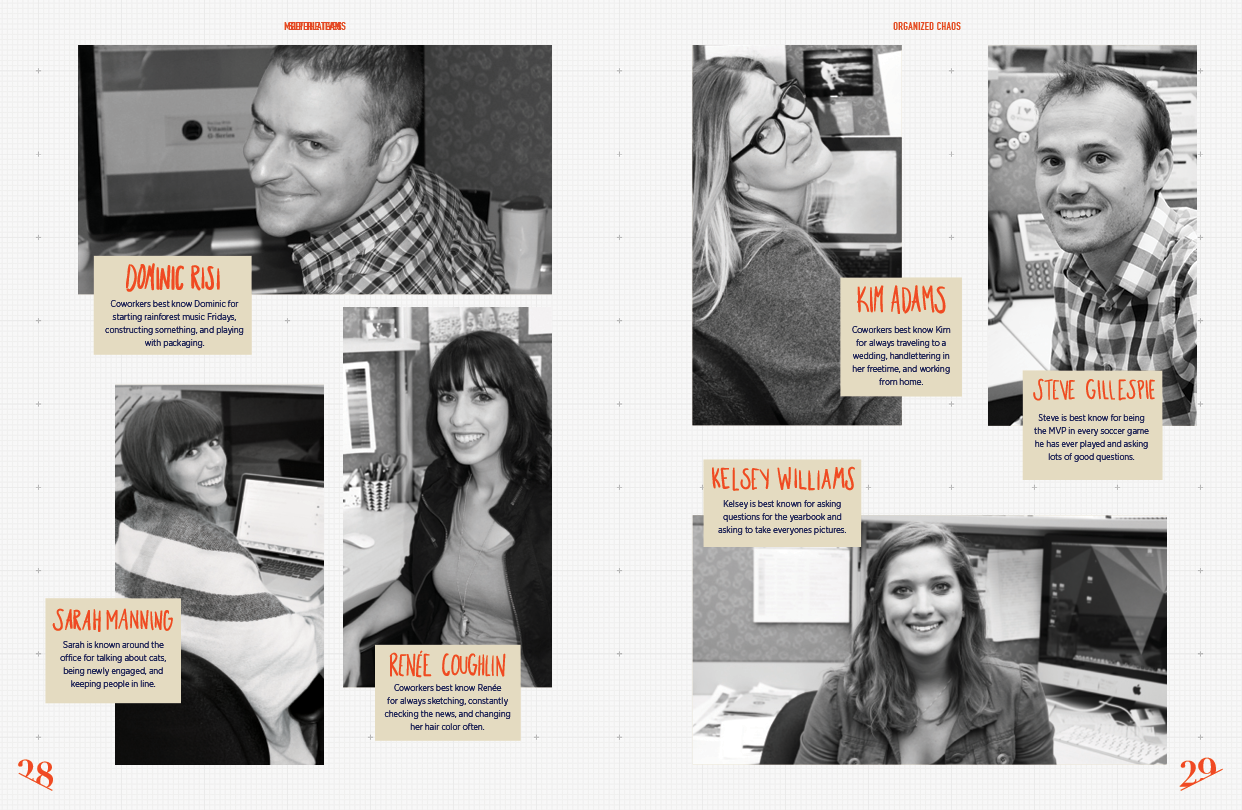 ORGANIZED CHAOS
Vitamix
G-Series
DOMINIC RISI
Coworkers best know Dominic for
starting rainforest music Fridays,
constructing something, and playing
with packaging.
SARAH MANNING
Sarah is known around the
office for talking about cats,
being newly engaged, and
keeping people in line.
RENÉE COUGHLIN
Coworkers best know Renée
for always sketching, constantly
checking the news, and changing
her hair color often.
28
KIM ADAMS
Coworkers best know Kim
for always traveling to a
wedding, handlettering in
her freetime, and working
from home.
I
STEVE GILLESPIE
Steve is best know for being
the MVP in every soccer game
he has ever played and asking
lots of good questions.
KELSEY WILLIAMS
Kelsey is best known for asking
questions for the yearbook and
asking to take everyones pictures.
29